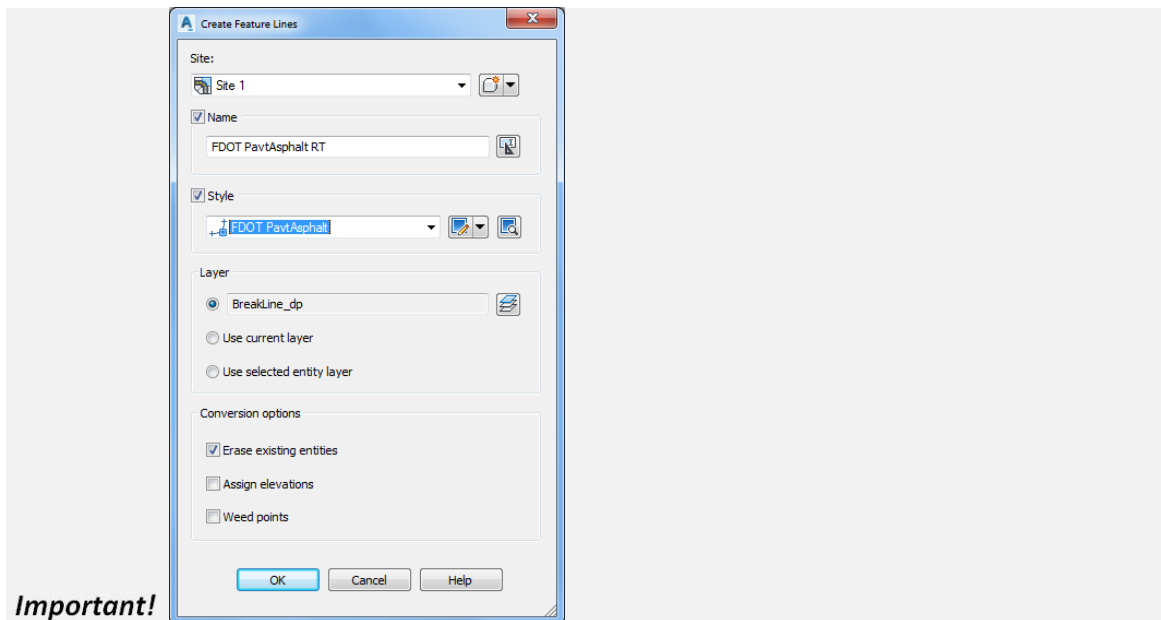 Create Feature Lines
Site:
Site 1
Name
FDOT PavtAsphalt RT
Style
FDOT PavtAsphalt
Layer
BreakLine_dp
Use current layer
Use selected entity layer
Conversion options
Erase existing entities
Assign elevations
Weed points
OK Cancel Help
Important!